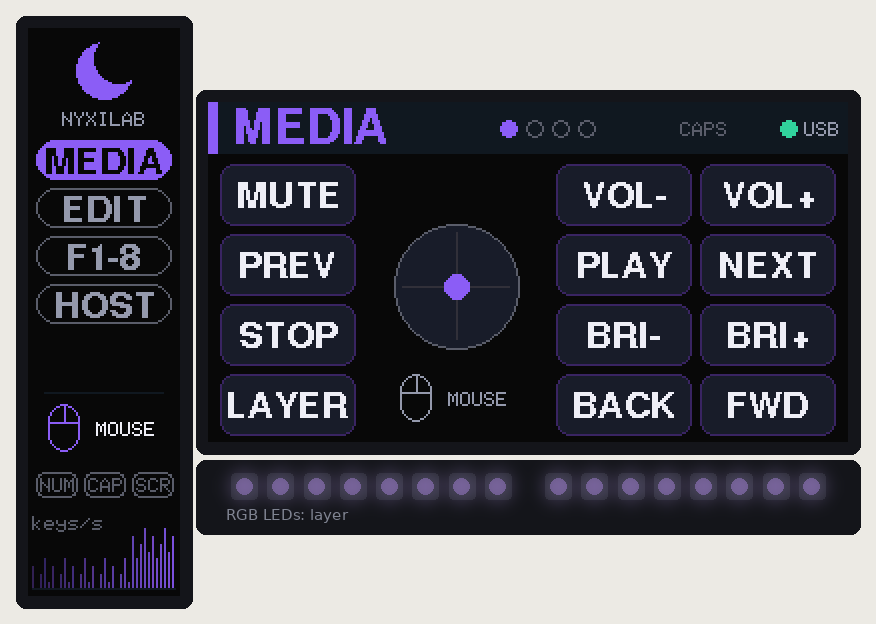 NYXILAB
MEDIA
EDIT
F1-8
HOST
MOUSE
NUM CAP SCR
keys/s
MEDIA CAPS USB
MUTE VOL- VOL+
PREV PLAY NEXT
STOP BRI- BRI+
LAYER MOUSE BACK FWD
RGB LEDs: layer